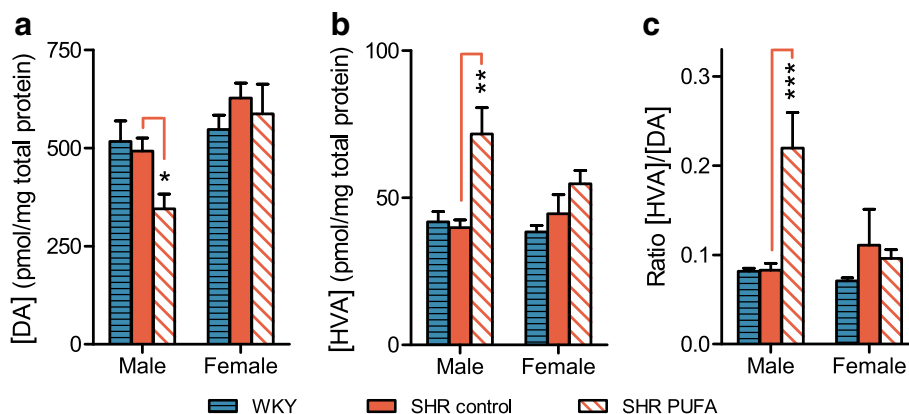 a
[DA] (pmol/mg total protein)
750
500
250
0
*
Male
Female
b
[HVA] (pmol/mg total protein)
100
50
0
**
Male
Female
c
Ratio [HVA]/[DA]
0.3
0.2
0.1
0.0
***
Male
Female
WKY
SHR control
SHR PUFA